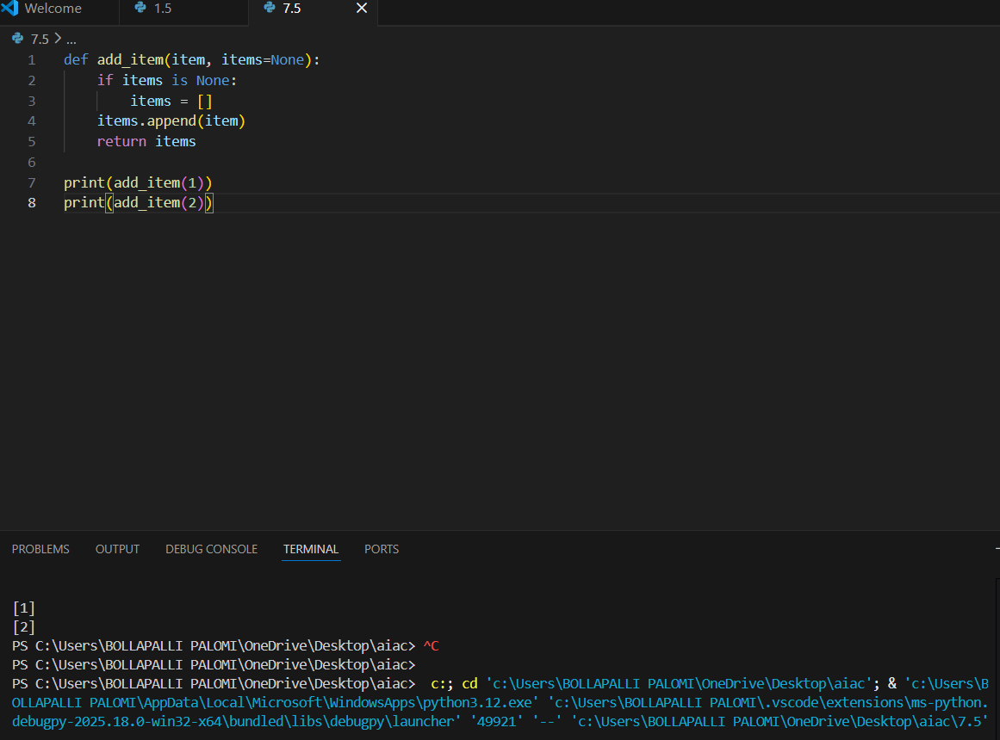 Welcome 1.5 7.5
7.5 > ...
1 def add_item(item, items=None):
2     if items is None:
3         items = []
4     items.append(item)
5     return items
6
7 print(add_item(1))
8 print(add_item(2))
PROBLEMS OUTPUT DEBUG CONSOLE TERMINAL PORTS
[1]
[2]
PS C:\Users\BOLLAPALLI PALOMI\OneDrive\Desktop\aiac> ^C
PS C:\Users\BOLLAPALLI PALOMI\OneDrive\Desktop\aiac>
PS C:\Users\BOLLAPALLI PALOMI\OneDrive\Desktop\aiac>  c:; cd 'c:\Users\BOLLAPALLI PALOMI\OneDrive\Desktop\aiac'; & 'c:\Users\B
OLLAPALLI PALOMI\AppData\Local\Microsoft\WindowsApps\python3.12.exe' 'c:\Users\BOLLAPALLI PALOMI\.vscode\extensions\ms-python.
debugpy-2025.18.0-win32-x64\bundled\libs\debugpy\launcher' '49921' '--' 'c:\Users\BOLLAPALLI PALOMI\OneDrive\Desktop\aiac\7.5'